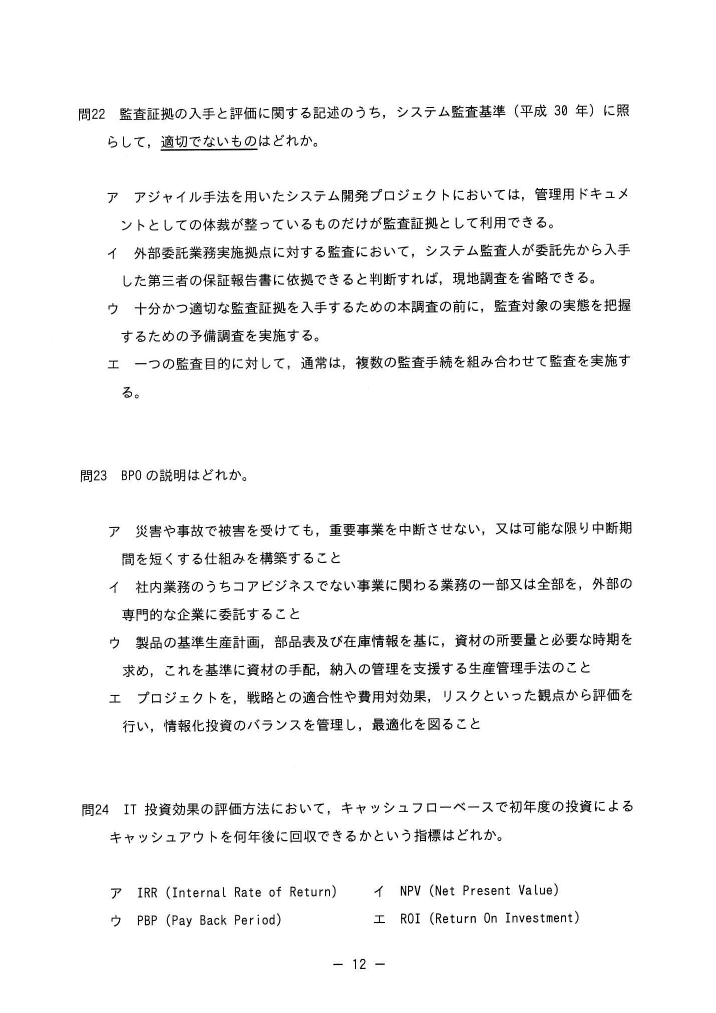 問22 監査証拠の入手と評価に関する記述のうち，システム監査基準（平成 30 年）に照
らして，適切でないものはどれか。
ア アジャイル手法を用いたシステム開発プロジェクトにおいては，管理用ドキュメ
ントとしての体裁が整っているものだけが監査証拠として利用できる。
イ 外部委託業務実施拠点に対する監査において，システム監査人が委託先から入手
した第三者の保証報告書に依拠できると判断すれば，現地調査を省略できる。
ウ 十分かつ適切な監査証拠を入手するための本調査の前に，監査対象の実態を把握
するための予備調査を実施する。
エ 一つの監査目的に対して，通常は，複数の監査手続を組み合わせて監査を実施す
る。
問23 BPO の説明はどれか。
ア 災害や事故で被害を受けても，重要事業を中断させない，又は可能な限り中断期
間を短くする仕組みを構築すること
イ 社内業務のうちコアビジネスでない事業に関わる業務の一部又は全部を，外部の
専門的な企業に委託すること
ウ 製品の基準生産計画，部品表及び在庫情報を基に，資材の所要量と必要な時期を
求め，これを基準に資材の手配，納入の管理を支援する生産管理手法のこと
エ プロジェクトを，戦略との適合性や費用対効果，リスクといった観点から評価を
行い，情報化投資のバランスを管理し，最適化を図ること
問24 IT 投資効果の評価方法において，キャッシュフローベースで初年度の投資による
キャッシュアウトを何年後に回収できるかという指標はどれか。
ア IRR (Internal Rate of Return) イ NPV (Net Present Value)
ウ PBP (Pay Back Period) エ ROI (Return On Investment)
— 12 —